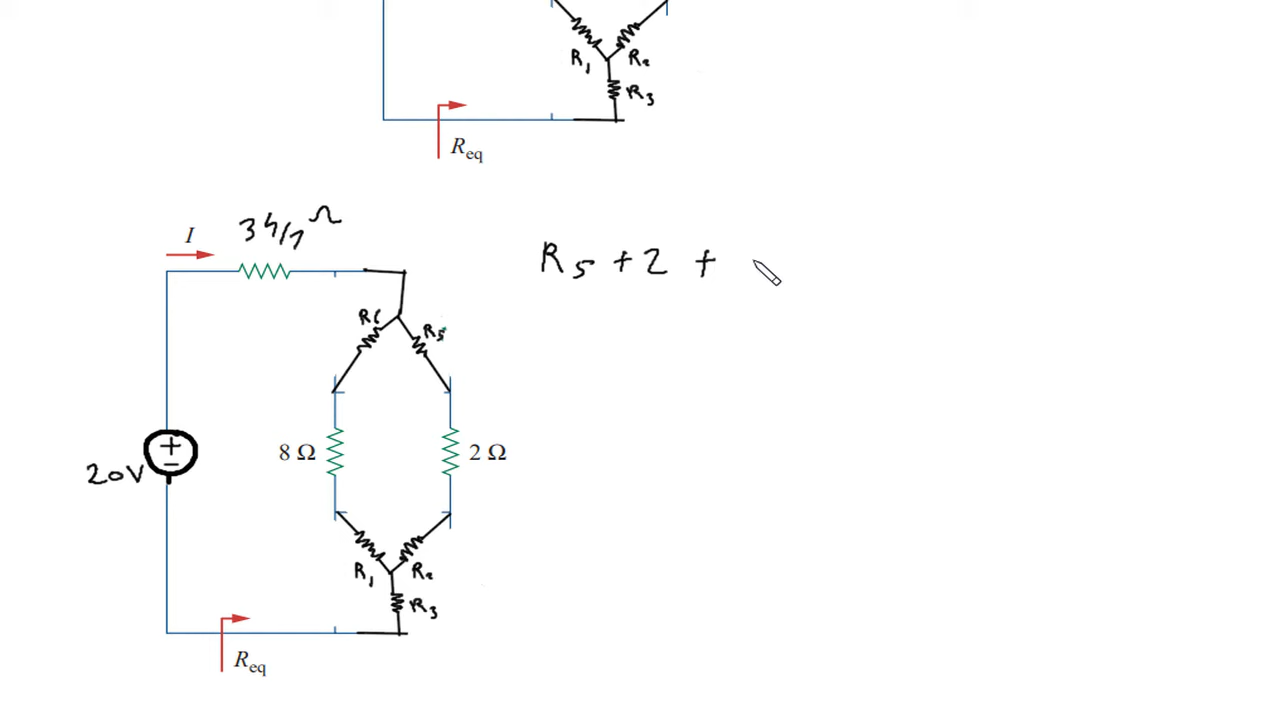 R₁ R₂
R₃
Req
34/7 Ω
I
R5 + 2 +
R6 R5
8 Ω 2 Ω
+
−
20V
R₁ R₂
R₃
Req